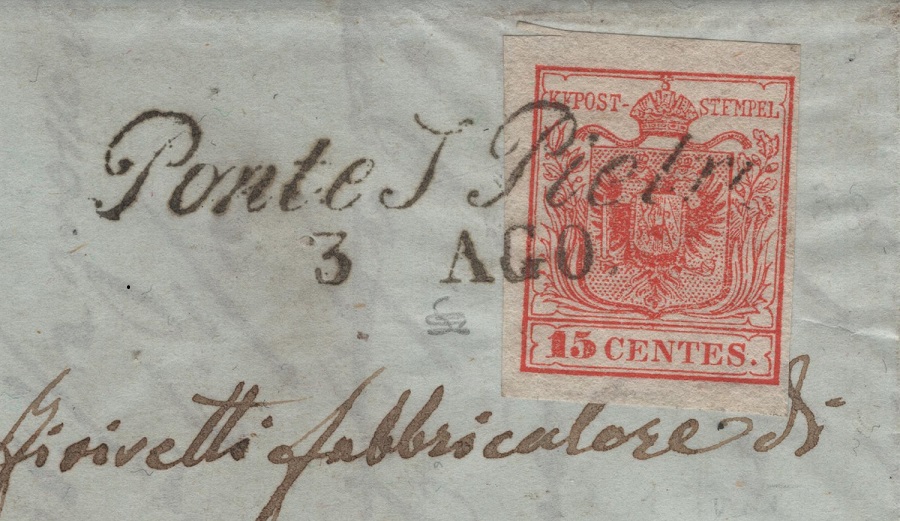 KKPOST-STEMPEL
Ponte S Pietro
3 AGO.
15 CENTES.
fabbricatore di